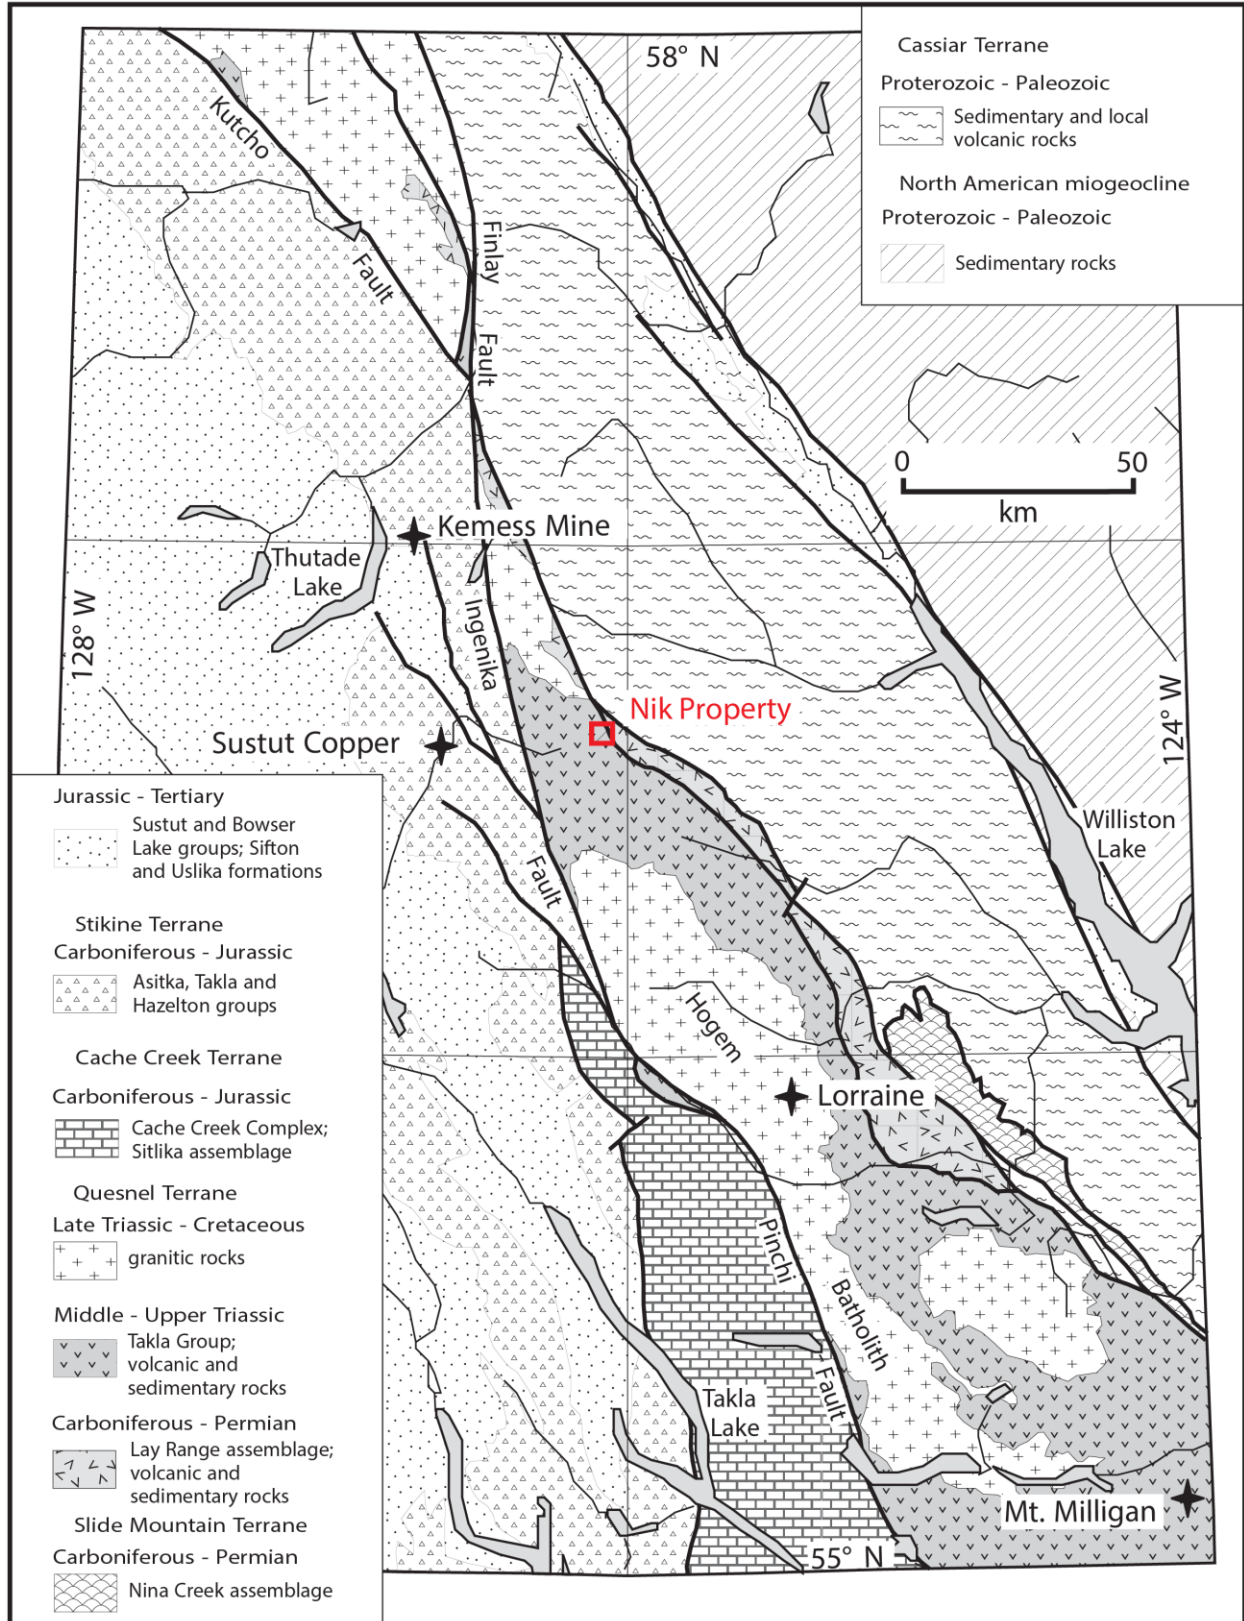 58° N
Cassiar Terrane
Proterozoic - Paleozoic
Sedimentary and local
volcanic rocks
North American miogeocline
Proterozoic - Paleozoic
Sedimentary rocks
Kutcho
Fault
Finlay
Fault
0 50
km
Kemess Mine
Thutade
Lake
Ingenika
Fault
128° W
124° W
Nik Property
Sustut Copper
Williston
Lake
Hogem
Batholith
Lorraine
Pinchi
Fault
Takla
Lake
Mt. Milligan
55° N
Jurassic - Tertiary
Sustut and Bowser
Lake groups; Sifton
and Uslika formations
Stikine Terrane
Carboniferous - Jurassic
Asitka, Takla and
Hazelton groups
Cache Creek Terrane
Carboniferous - Jurassic
Cache Creek Complex;
Sitlika assemblage
Quesnel Terrane
Late Triassic - Cretaceous
granitic rocks
Middle - Upper Triassic
Takla Group;
volcanic and
sedimentary rocks
Carboniferous - Permian
Lay Range assemblage;
volcanic and
sedimentary rocks
Slide Mountain Terrane
Carboniferous - Permian
Nina Creek assemblage